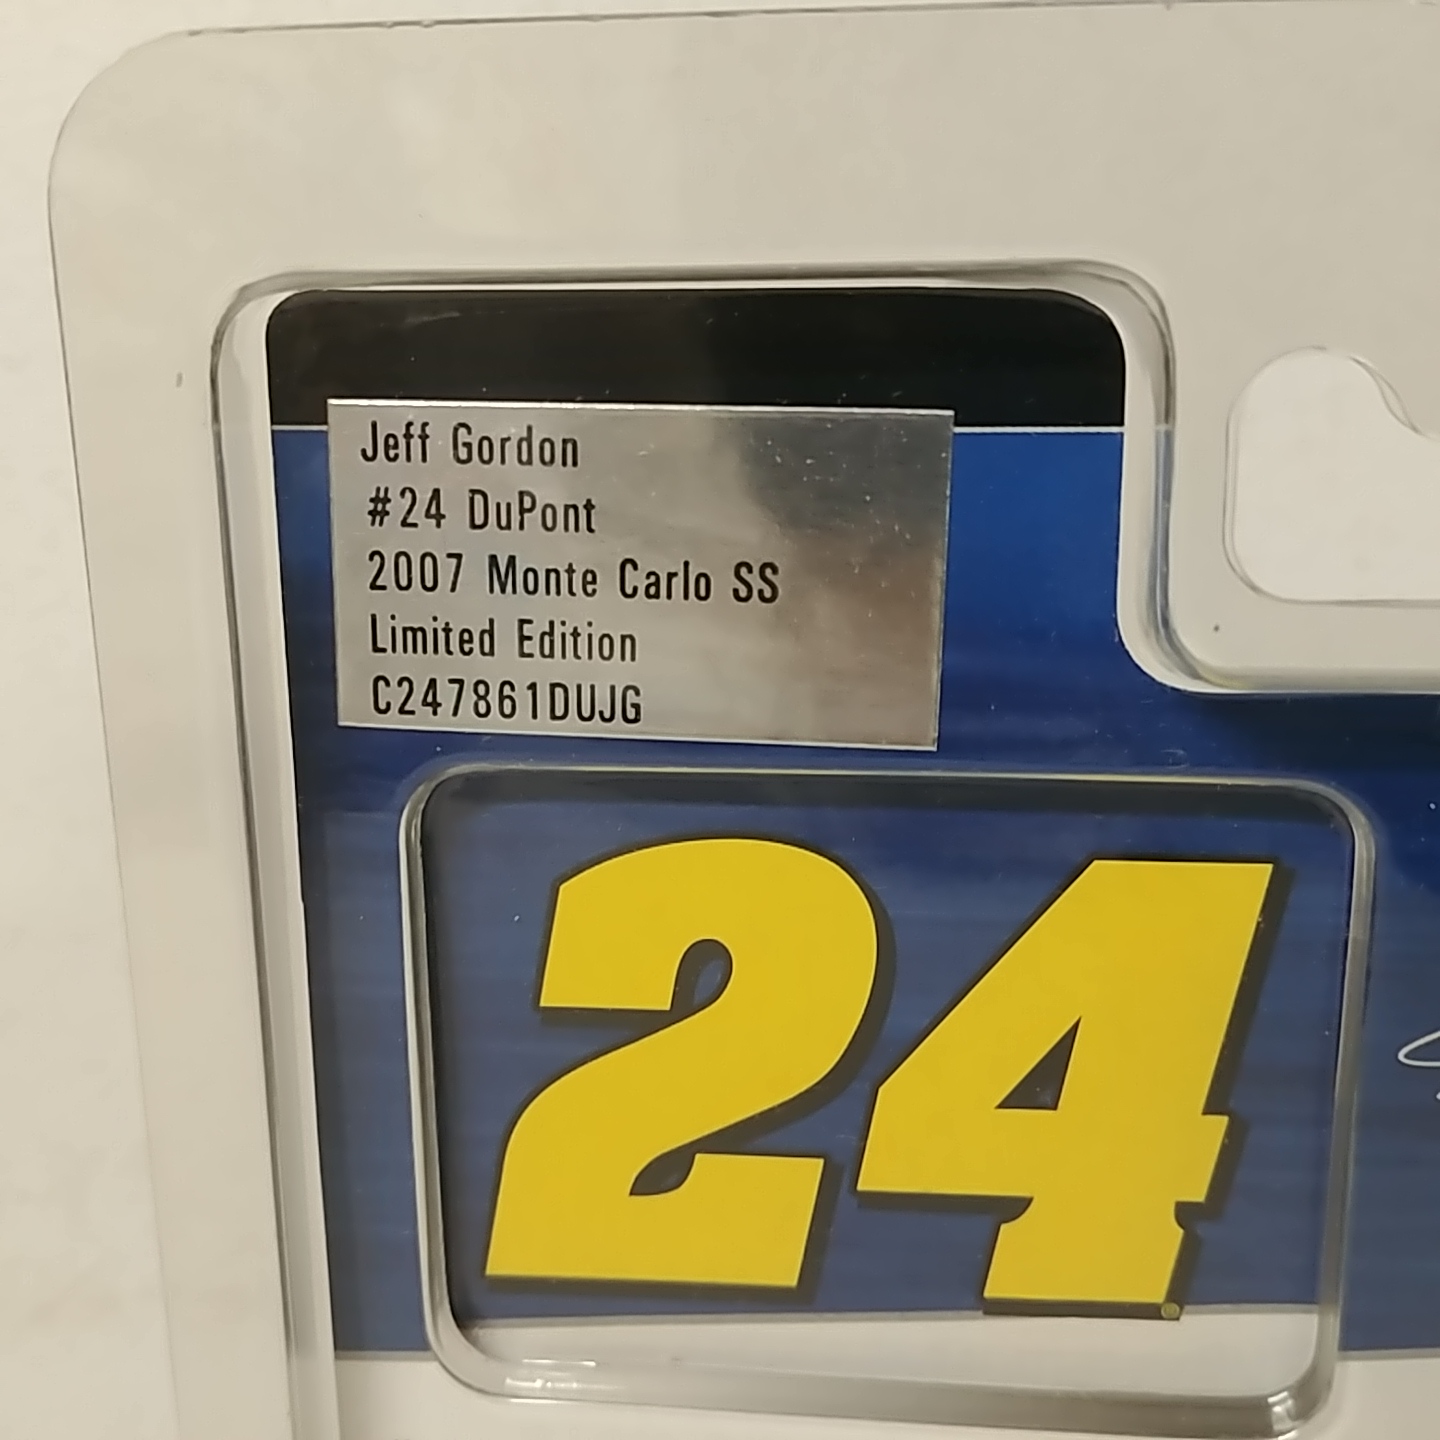 Jeff Gordon
#24 DuPont
2007 Monte Carlo SS
Limited Edition
C247861DUJG
24